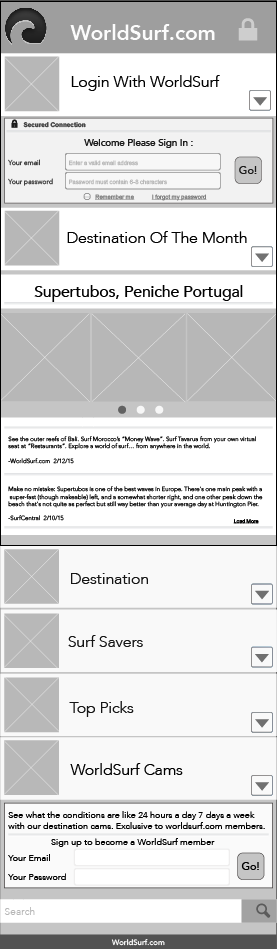 WorldSurf.com
Login With WorldSurf
Secured Connection
Welcome Please Sign In :
Your email
Enter a valid email address
Go!
Your password
Password must contain 6-8 characters
Remember me
I forgot my password
Destination Of The Month
Supertubos, Peniche Portugal
See the outer reefs of Bali. Surf Morocco's "Money Wave". Surf Tavarua from your own virtual
seat at "Restaurants". Explore a world of surf... from anywhere in the world.
-WorldSurf.com 2/12/15
Make no mistake: Supertubos is one of the best waves in Europe. There's one main peak with a
super-fast (though makeable) left, and a somewhat shorter right, and one other peak down the
beach that's not quite as perfect but still way better than your average day at Huntington Pier.
-SurfCentral 2/10/15
Load More
Destination
Surf Savers
Top Picks
WorldSurf Cams
See what the conditions are like 24 hours a day 7 days a week
with our destination cams. Exclusive to worldsurf.com members.
Sign up to become a WorldSurf member
Your Email
Go!
Your Password
Search
WorldSurf.com